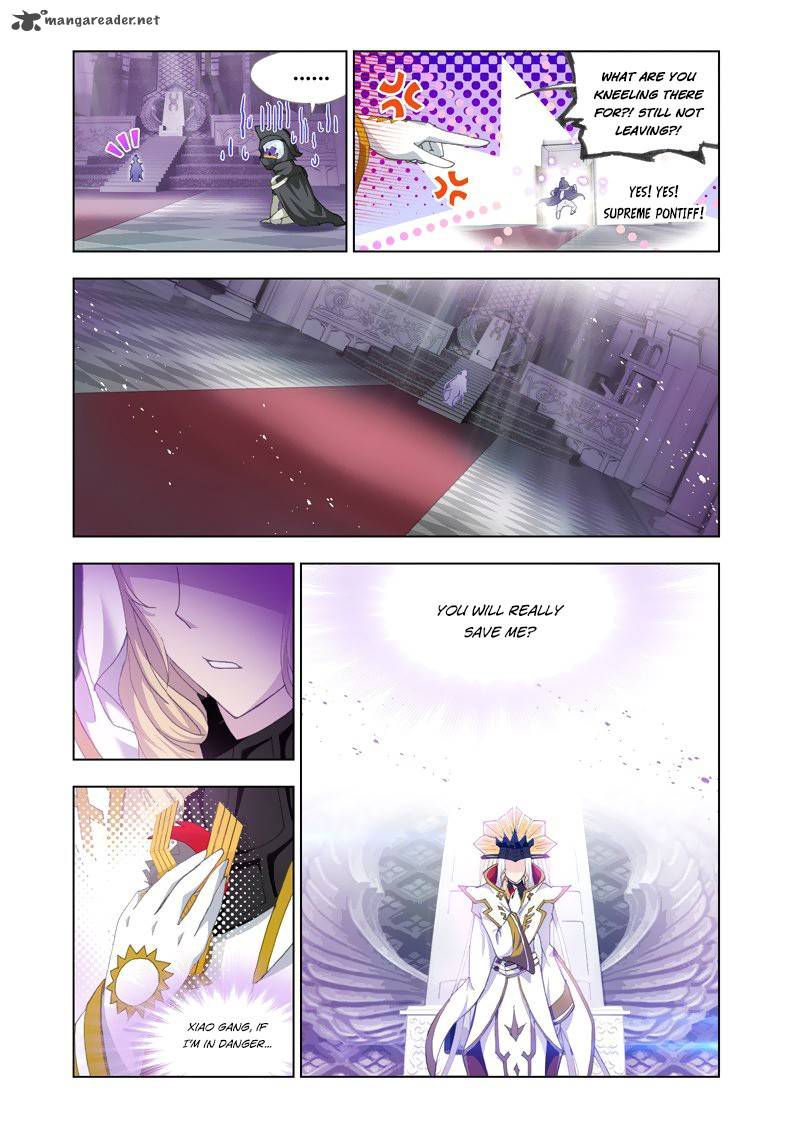 mangareader.net
......
WHAT ARE YOU
KNEELING THERE
FOR?! STILL NOT
LEAVING?!
YES! YES!
SUPREME PONTIFF!
XIAO GANG, IF
I'M IN DANGER...
YOU WILL REALLY
SAVE ME?